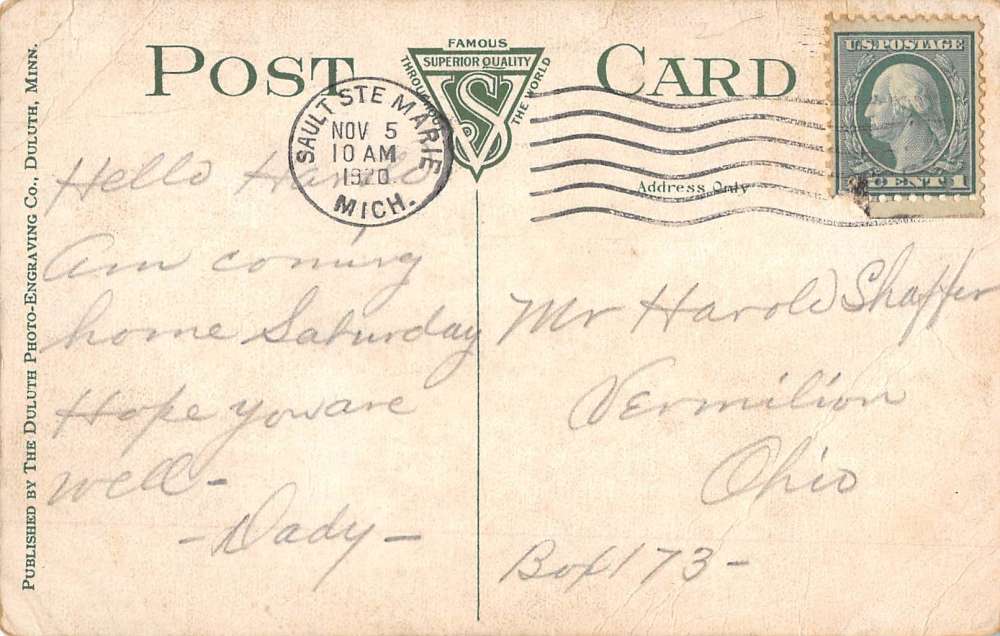 POST CARD
FAMOUS
SUPERIOR QUALITY
THROUGHOUT
THE WORLD
S
U.S. POSTAGE
CENT 1
SAULT STE MARIE
NOV 5
10 AM
1920
MICH.
Address Only
Hello Harold
Am coming
home Saturday
Hope you are
well -
- Dady -
Mr Harold Shaffer
Vermilion
Ohio
Box 173 -
PUBLISHED BY THE DULUTH PHOTO-ENGRAVING CO., DULUTH, MINN.